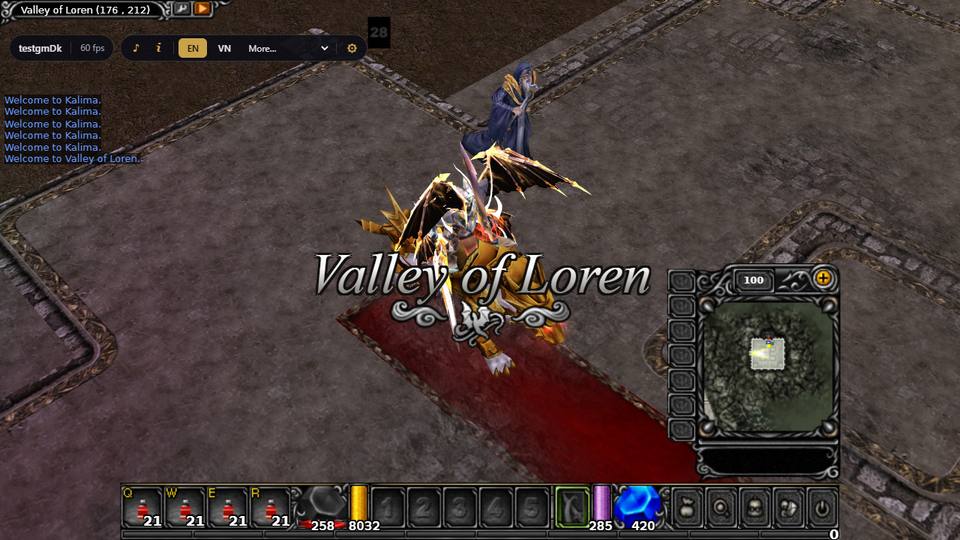 Valley of Loren (176 , 212)
28
testgmDk 60 fps
EN VN More...
Welcome to Kalima.
Welcome to Kalima.
Welcome to Kalima.
Welcome to Kalima.
Welcome to Kalima.
Welcome to Valley of Loren.
Valley of Loren
100
Q W E R
21 21 21 21 258 8032 1 2 3 4 5 285 420
0